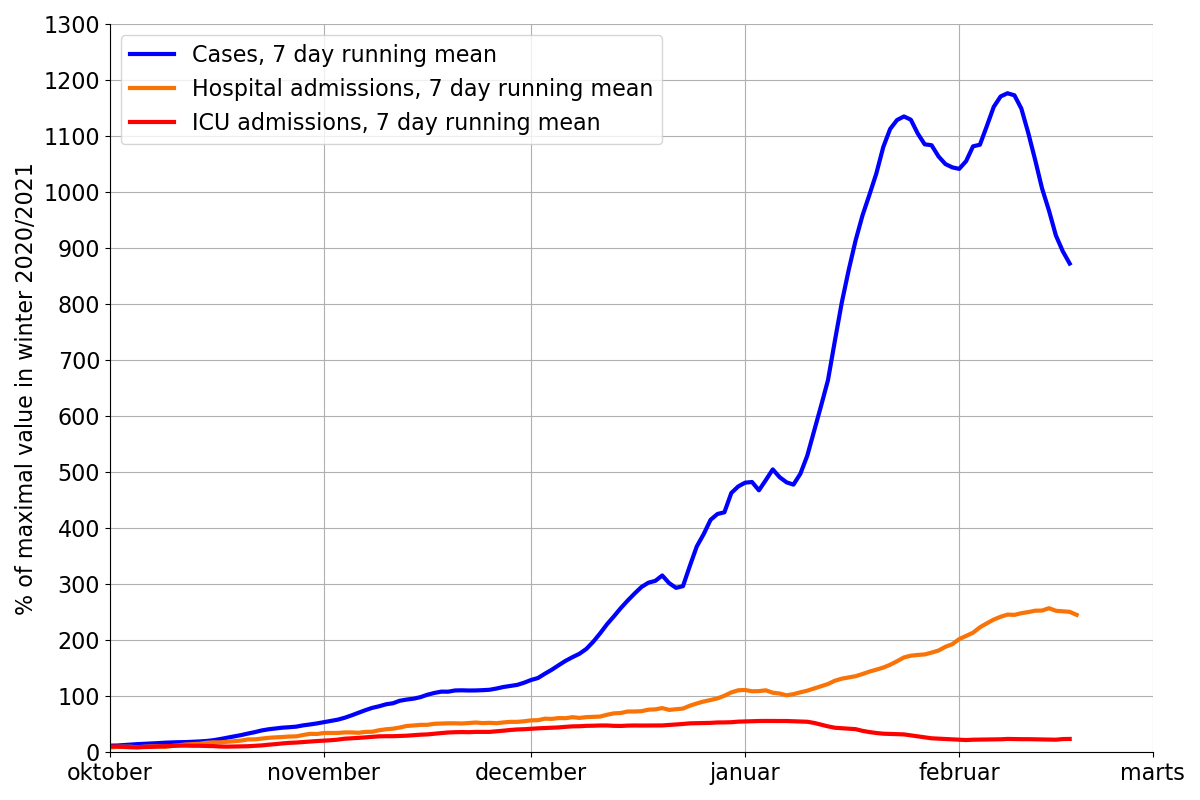 Cases, 7 day running mean
Hospital admissions, 7 day running mean
ICU admissions, 7 day running mean
% of maximal value in winter 2020/2021
1300
1200
1100
1000
900
800
700
600
500
400
300
200
100
0
oktober november december januar februar marts